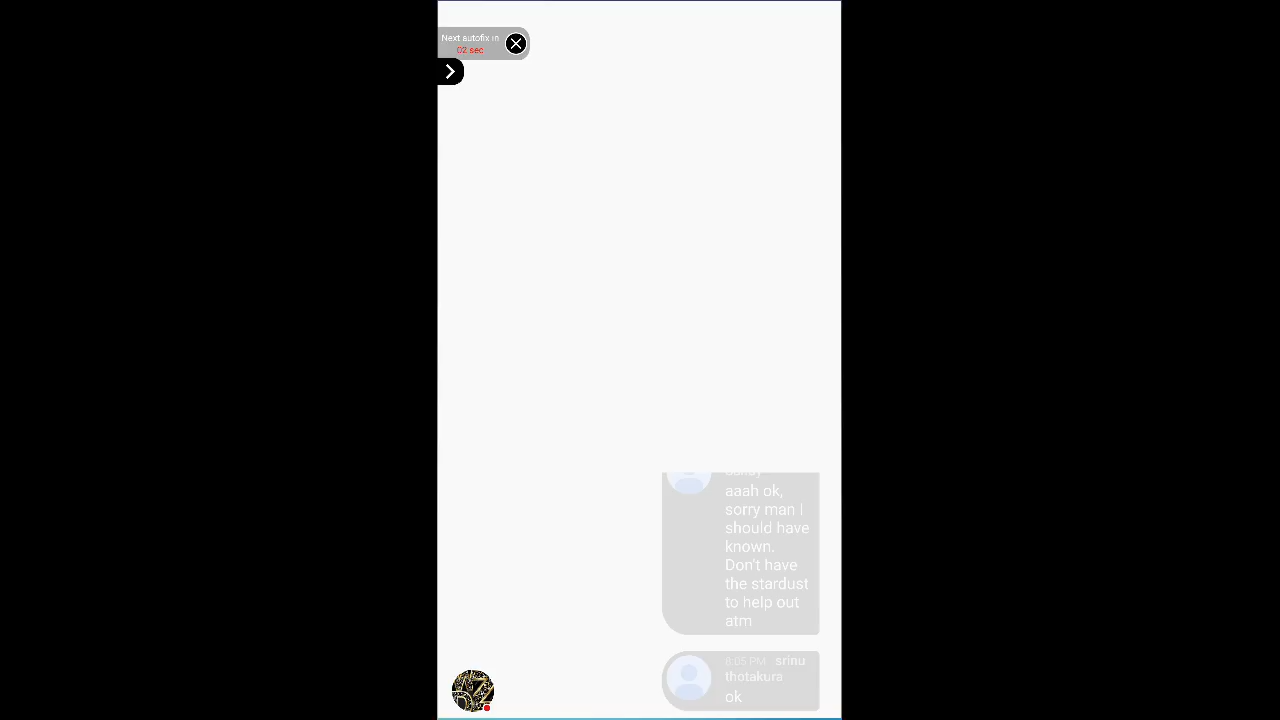 Next autofix in
02 sec
aaah ok,
sorry man I
should have
known.
Don't have
the stardust
to help out
atm
6:05 PM srinu
thotakura
ok